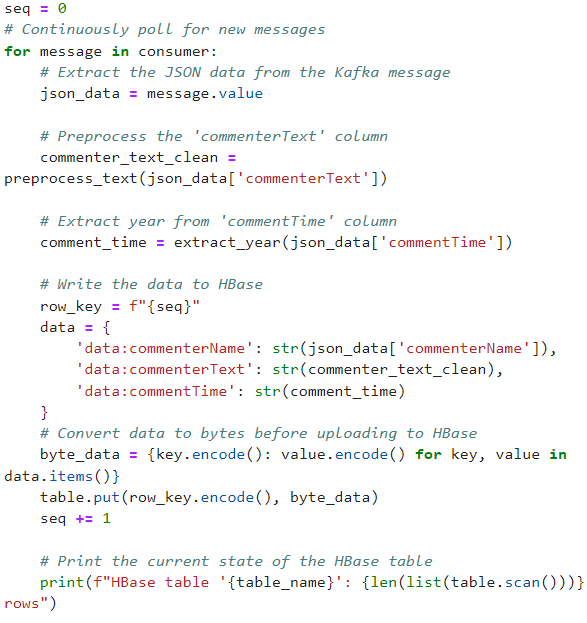 seq = 0
# Continuously poll for new messages
for message in consumer:
    # Extract the JSON data from the Kafka message
    json_data = message.value

    # Preprocess the 'commenterText' column
    commenter_text_clean =
preprocess_text(json_data['commenterText'])

    # Extract year from 'commentTime' column
    comment_time = extract_year(json_data['commentTime'])

    # Write the data to HBase
    row_key = f"{seq}"
    data = {
        'data:commenterName': str(json_data['commenterName']),
        'data:commenterText': str(commenter_text_clean),
        'data:commentTime': str(comment_time)
    }
    # Convert data to bytes before uploading to HBase
    byte_data = {key.encode(): value.encode() for key, value in
data.items()}
    table.put(row_key.encode(), byte_data)
    seq += 1

    # Print the current state of the HBase table
    print(f"HBase table '{table_name}': {len(list(table.scan()))}
rows")